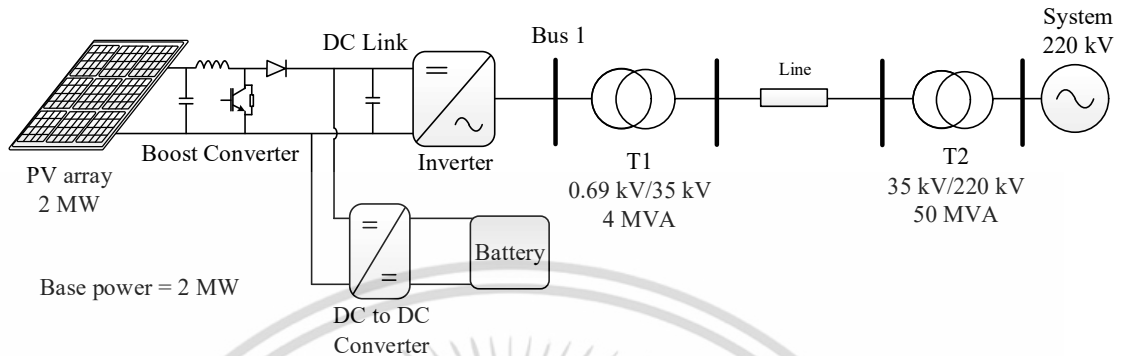 System
220 kV
DC Link
Bus 1
Line
Boost Converter
Inverter
T1
0.69 kV/35 kV
4 MVA
T2
35 kV/220 kV
50 MVA
PV array
2 MW
Battery
Base power = 2 MW
DC to DC
Converter